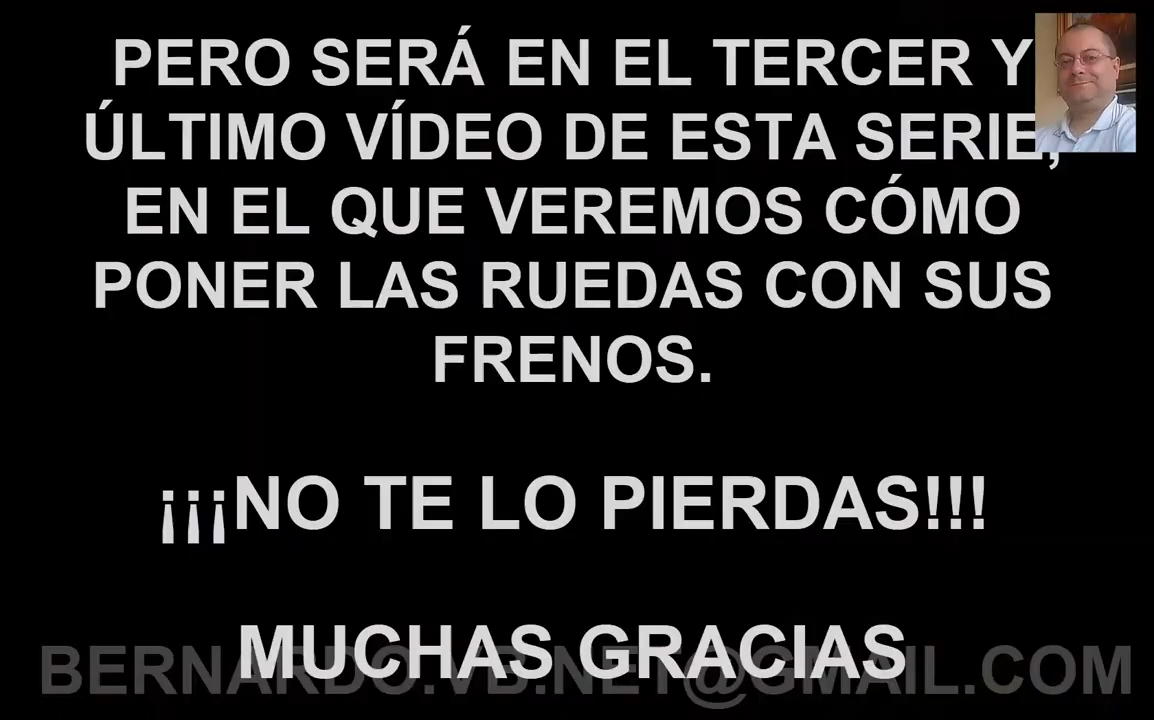 PERO SERÁ EN EL TERCER Y
ÚLTIMO VÍDEO DE ESTA SERIE,
EN EL QUE VEREMOS CÓMO
PONER LAS RUEDAS CON SUS
FRENOS.
¡¡¡NO TE LO PIERDAS!!!
MUCHAS GRACIAS
BERNARDO.VB.NET@GMAIL.COM